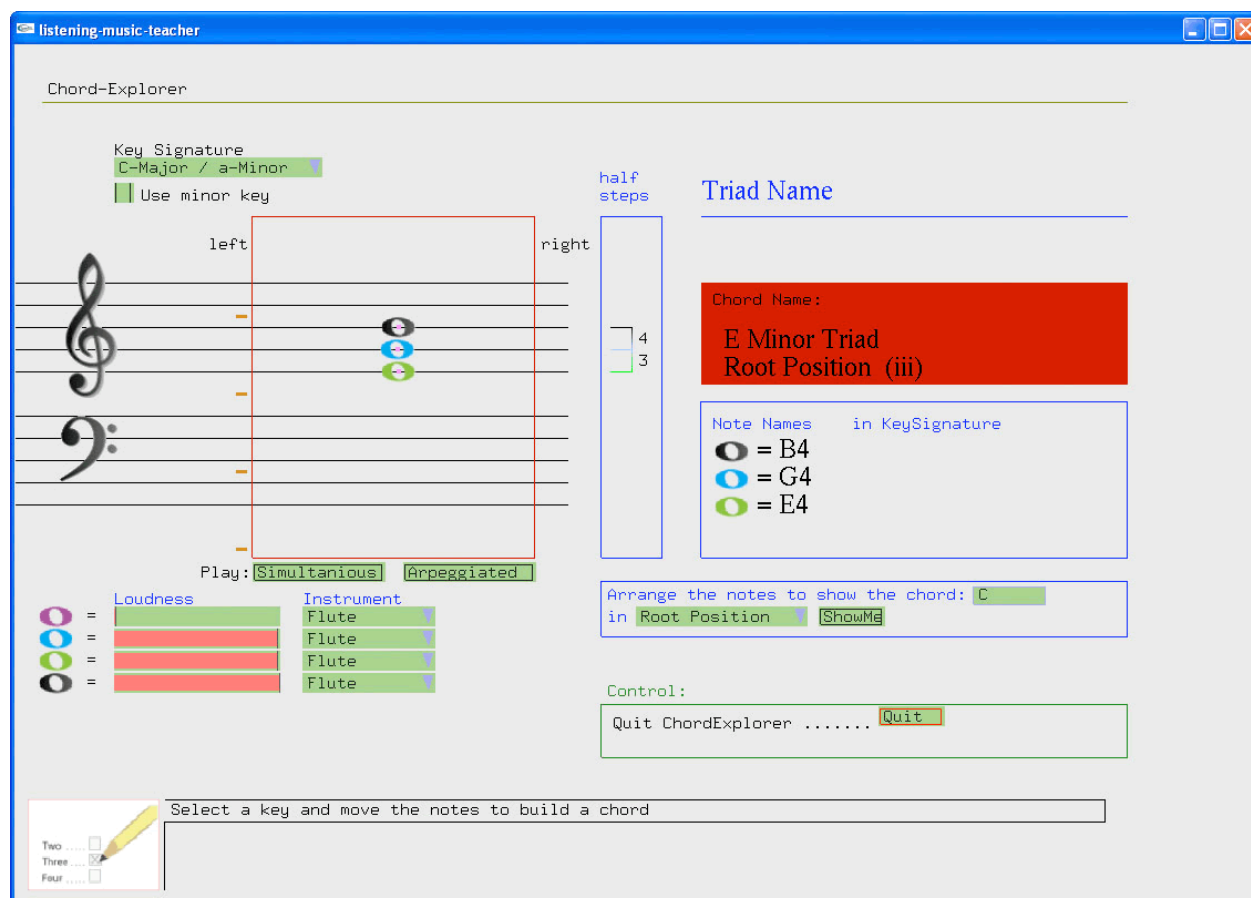 listening-music-teacher
Chord-Explorer
Key Signature
C-Major / a-Minor
Use minor key
left
right
half
steps
4
3
Triad Name
Chord Name:
E Minor Triad
Root Position (iii)
Note Names in KeySignature
= B4
= G4
= E4
Play: Simultanious Arpeggiated
Loudness Instrument
= Flute
= Flute
= Flute
= Flute
Arrange the notes to show the chord: C
in Root Position ShowMe
Control:
Quit ChordExplorer ....... Quit
Select a key and move the notes to build a chord
Two .....
Three ....
Four .....